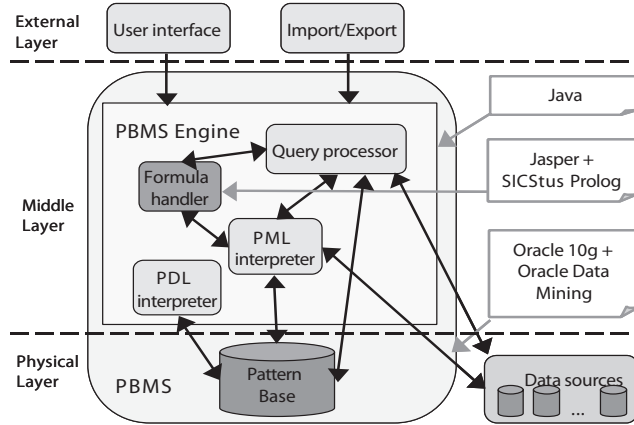 External
Layer
User interface
Import/Export
Java
PBMS Engine
Query processor
Formula
handler
Jasper +
SICStus Prolog
Middle
Layer
PML
interpreter
PDL
interpreter
Oracle 10g +
Oracle Data
Mining
Physical
Layer
PBMS
Pattern
Base
Data sources
...